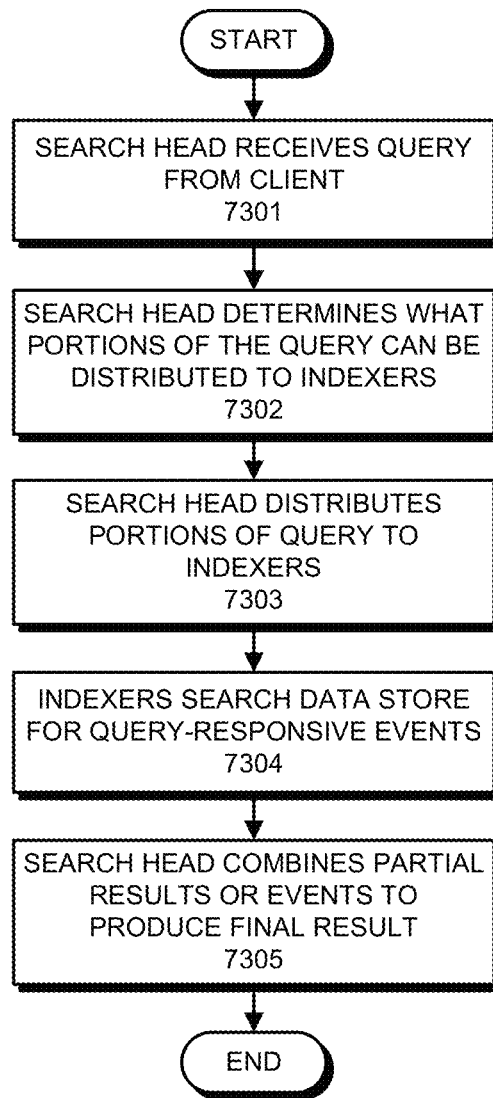 START
SEARCH HEAD RECEIVES QUERY
FROM CLIENT
7301
SEARCH HEAD DETERMINES WHAT
PORTIONS OF THE QUERY CAN BE
DISTRIBUTED TO INDEXERS
7302
SEARCH HEAD DISTRIBUTES
PORTIONS OF QUERY TO
INDEXERS
7303
INDEXERS SEARCH DATA STORE
FOR QUERY-RESPONSIVE EVENTS
7304
SEARCH HEAD COMBINES PARTIAL
RESULTS OR EVENTS TO
PRODUCE FINAL RESULT
7305
END